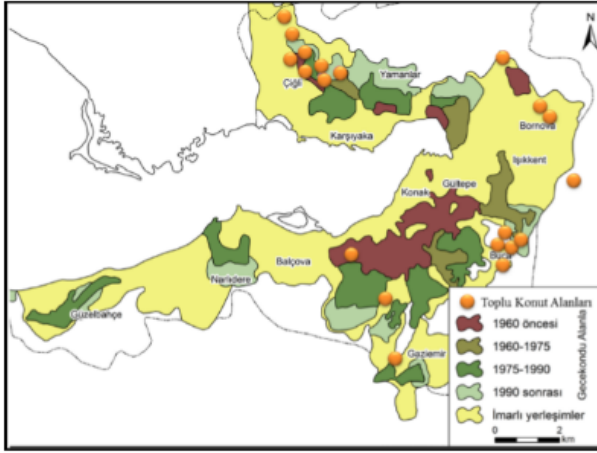 N
Yamanlar
Çiğli
Karşıyaka
Bornova
Işıkkent
Gültepe
Konak
Buca
Balçova
Narlıdere
Güzelbahçe
Gaziemir
Toplu Konut Alanları
1960 öncesi
1960-1975
1975-1990
1990 sonrası
İmarlı yerleşimler
Gecekondu Alanla
0 2
km